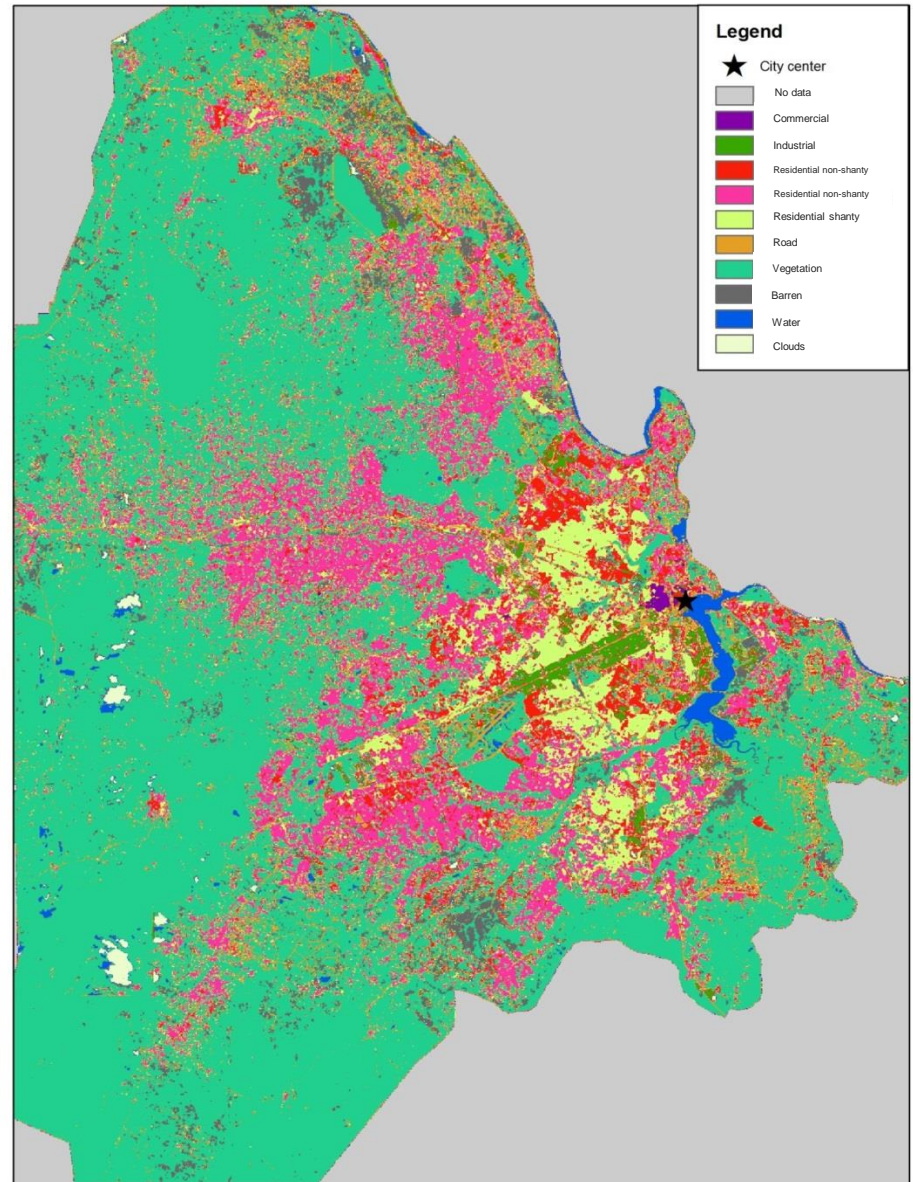 Legend
City center
No data
Commercial
Industrial
Residential non-shanty
Residential non-shanty
Residential shanty
Road
Vegetation
Barren
Water
Clouds